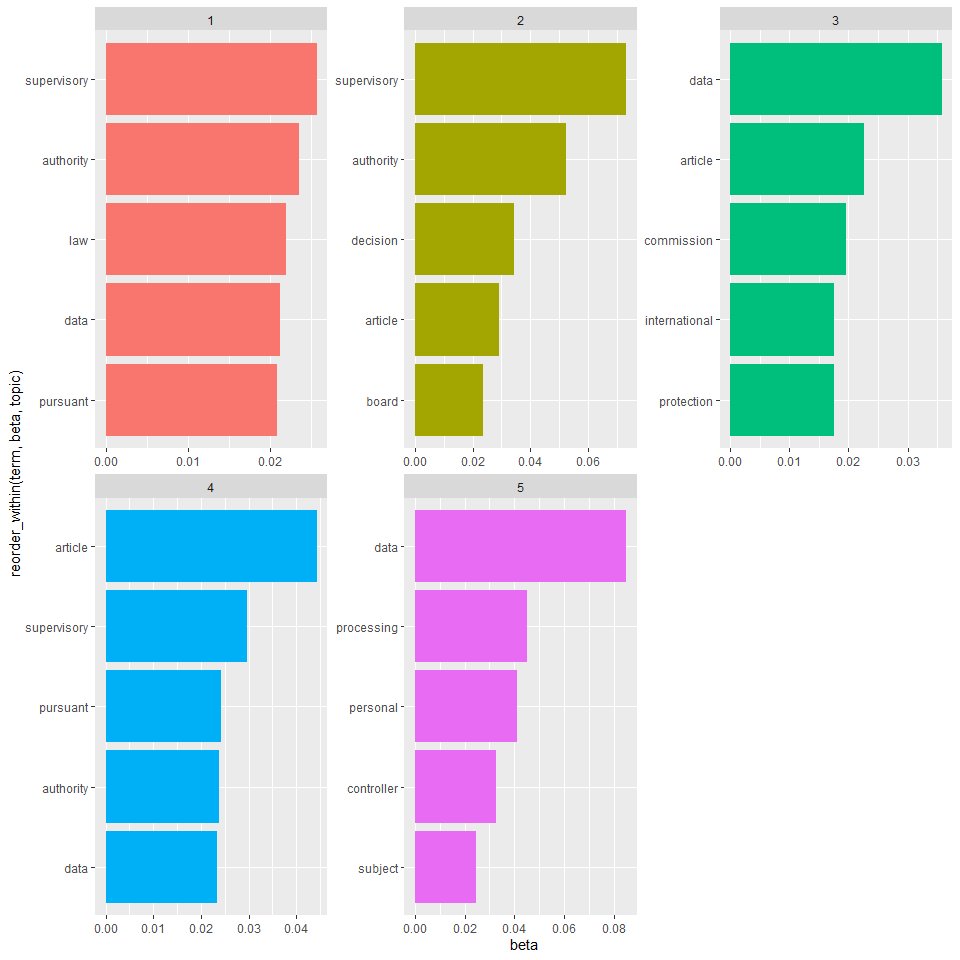 1
supervisory
authority
law
data
pursuant
0.00 0.01 0.02
2
supervisory
authority
decision
article
board
0.00 0.02 0.04 0.06
3
data
article
commission
international
protection
0.00 0.01 0.02 0.03
4
article
supervisory
pursuant
authority
data
0.00 0.01 0.02 0.03 0.04
5
data
processing
personal
controller
subject
0.00 0.02 0.04 0.06 0.08
beta
reorder_within(term, beta, topic)